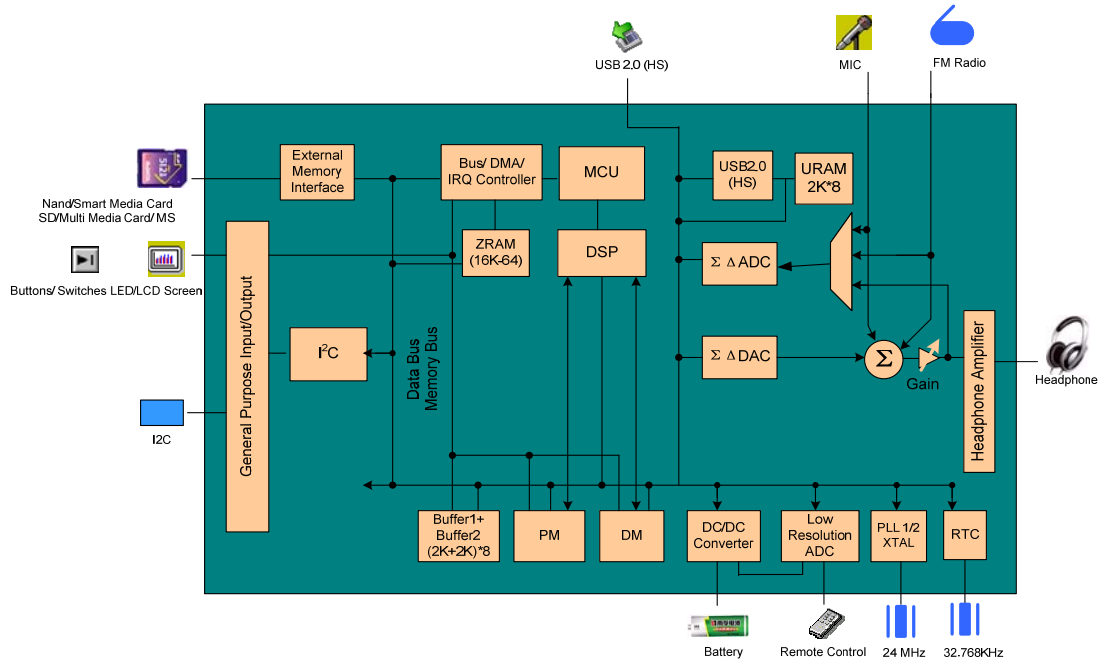 USB 2.0 (HS)
MIC
FM Radio
External
Memory
Interface
Bus/ DMA/
IRQ Controller
MCU
USB2.0
(HS)
URAM
2K*8
Nand/Smart Media Card
SD/Multi Media Card/ MS
ZRAM
(16K-64)
DSP
Σ Δ ADC
Buttons/ Switches
LED/LCD Screen
General Purpose Input/Output
I²C
Data Bus
Memory Bus
Σ Δ DAC
Σ
Gain
Headphone Amplifier
Headphone
I2C
Buffer1+
Buffer2
(2K+2K)*8
PM
DM
DC/DC
Converter
Low
Resolution
ADC
PLL 1/2
XTAL
RTC
Battery
Remote Control
24 MHz
32.768KHz